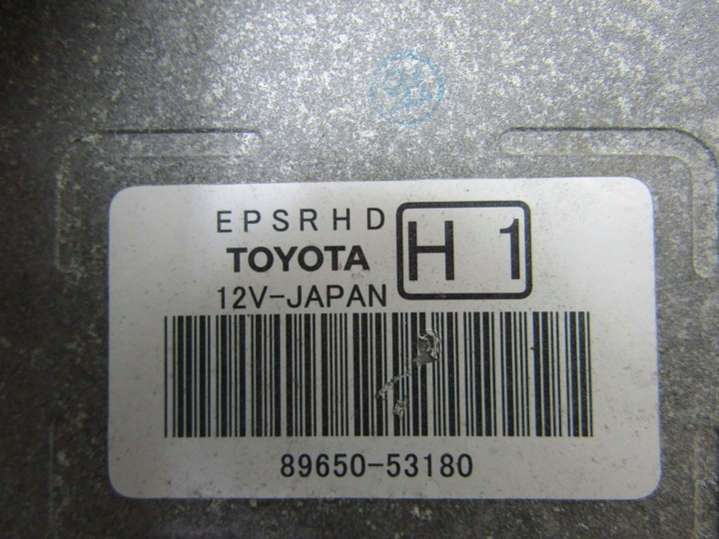 EPSRHD
H 1
TOYOTA
12V-JAPAN
89650-53180